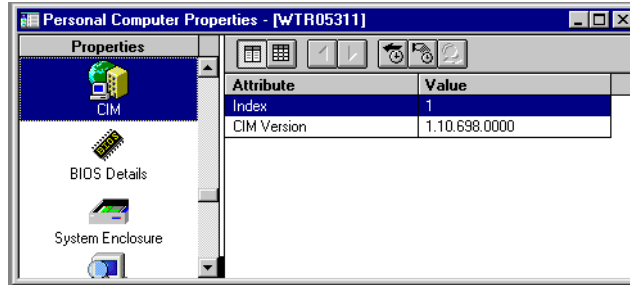 Personal Computer Properties - [WTR05311]
Properties
CIM
BIOS
BIOS Details
System Enclosure
Attribute Value
Index 1
CIM Version 1.10.698.0000